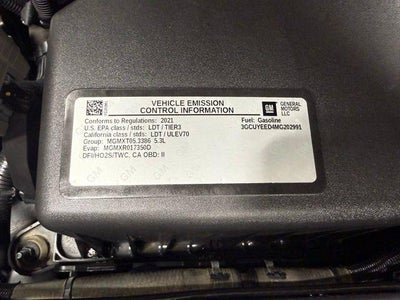 VEHICLE EMISSION
CONTROL INFORMATION
GM
GENERAL
MOTORS
LLC
Conforms to Regulations: 2021
Fuel: Gasoline
U.S. EPA class / stds: LDT / TIER3
3GCUYEED4MG202991
California class / stds: LDT / ULEV70
Group: MGMXT05.3386 5.3L
Evap: MGMXR0173500
DFI/HO2S/TWC, CA OBD: II